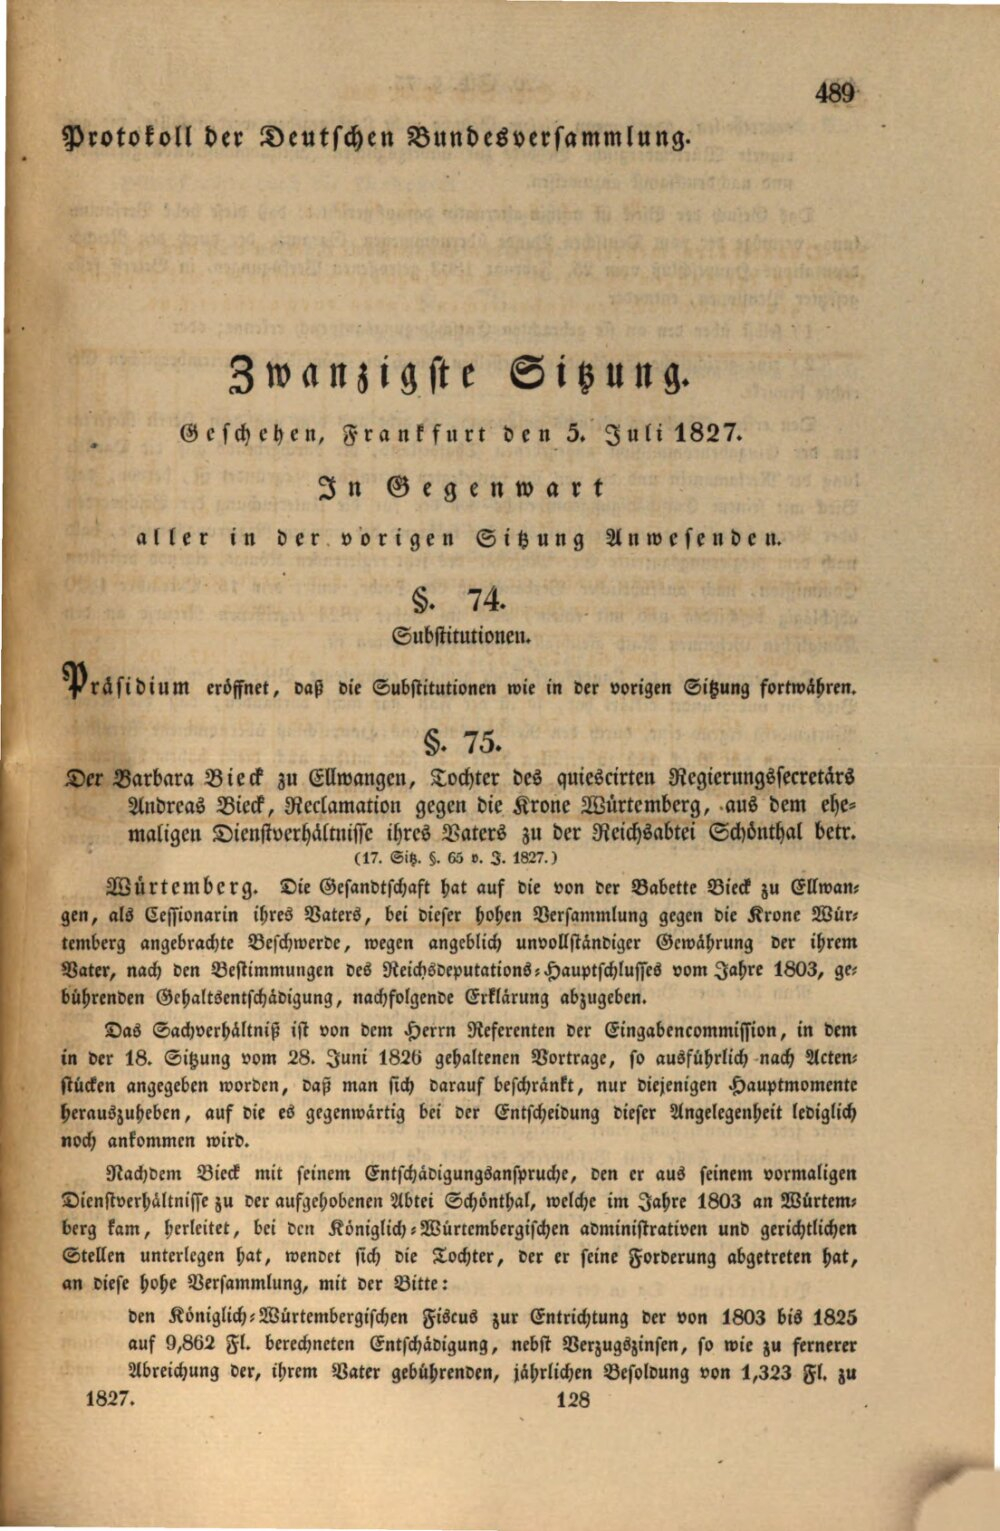 489
Protokoll der Deutschen Bundesversammlung.
Zwanzigste Sitzung.
Geschehen, Frankfurt den 5. Juli 1827.
In Gegenwart
aller in der vorigen Sitzung Anwesenden.
§. 74.
Substitutionen.
Präsidium eröffnet, daß die Substitutionen wie in der vorigen Sitzung fortwähren.
§. 75.
Der Barbara Bieck zu Ellwangen, Tochter des quiescirten Regierungssecretärs
Andreas Bieck, Reclamation gegen die Krone Würtemberg, aus dem ehe-
maligen Dienstverhältnisse ihres Vaters zu der Reichsabtei Schönthal betr.
(17. Sitz. §. 65 v. J. 1827.)
Würtemberg. Die Gesandtschaft hat auf die von der Babette Bieck zu Ellwan-
gen, als Cessionarin ihres Vaters, bei dieser hohen Versammlung gegen die Krone Wür-
temberg angebrachte Beschwerde, wegen angeblich unvollständiger Gewährung der ihrem
Vater, nach den Bestimmungen des Reichsdeputations-Hauptschlusses vom Jahre 1803, ge-
bührenden Gehaltsentschädigung, nachfolgende Erklärung abzugeben.
Das Sachverhältniß ist von dem Herrn Referenten der Eingabencommission, in dem
in der 18. Sitzung vom 28. Juni 1826 gehaltenen Vortrage, so ausführlich nach Acten-
stücken angegeben worden, daß man sich darauf beschränkt, nur diejenigen Hauptmomente
herauszuheben, auf die es gegenwärtig bei der Entscheidung dieser Angelegenheit lediglich
noch ankommen wird.
Nachdem Bieck mit seinem Entschädigungsanspruche, den er aus seinem vormaligen
Dienstverhältnisse zu der aufgehobenen Abtei Schönthal, welche im Jahre 1803 an Würtem-
berg kam, herleitet, bei den Königlich-Würtembergischen administrativen und gerichtlichen
Stellen unterlegen hat, wendet sich die Tochter, der er seine Forderung abgetreten hat,
an diese hohe Versammlung, mit der Bitte:
den Königlich-Würtembergischen Fiscus zur Entrichtung der von 1803 bis 1825
auf 9,862 Fl. berechneten Entschädigung, nebst Verzugszinsen, so wie zu fernerer
Abreichung der, ihrem Vater gebührenden, jährlichen Besoldung von 1,323 Fl. zu
1827. 128